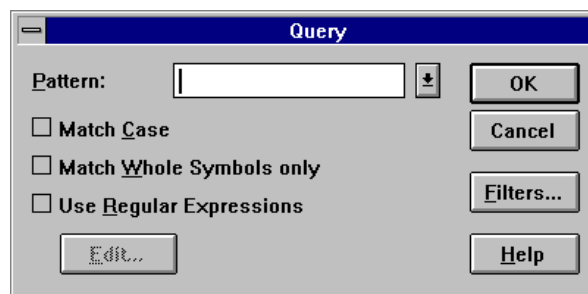 Query
Pattern:
OK
Match Case
Cancel
Match Whole Symbols only
Filters...
Use Regular Expressions
Edit...
Help